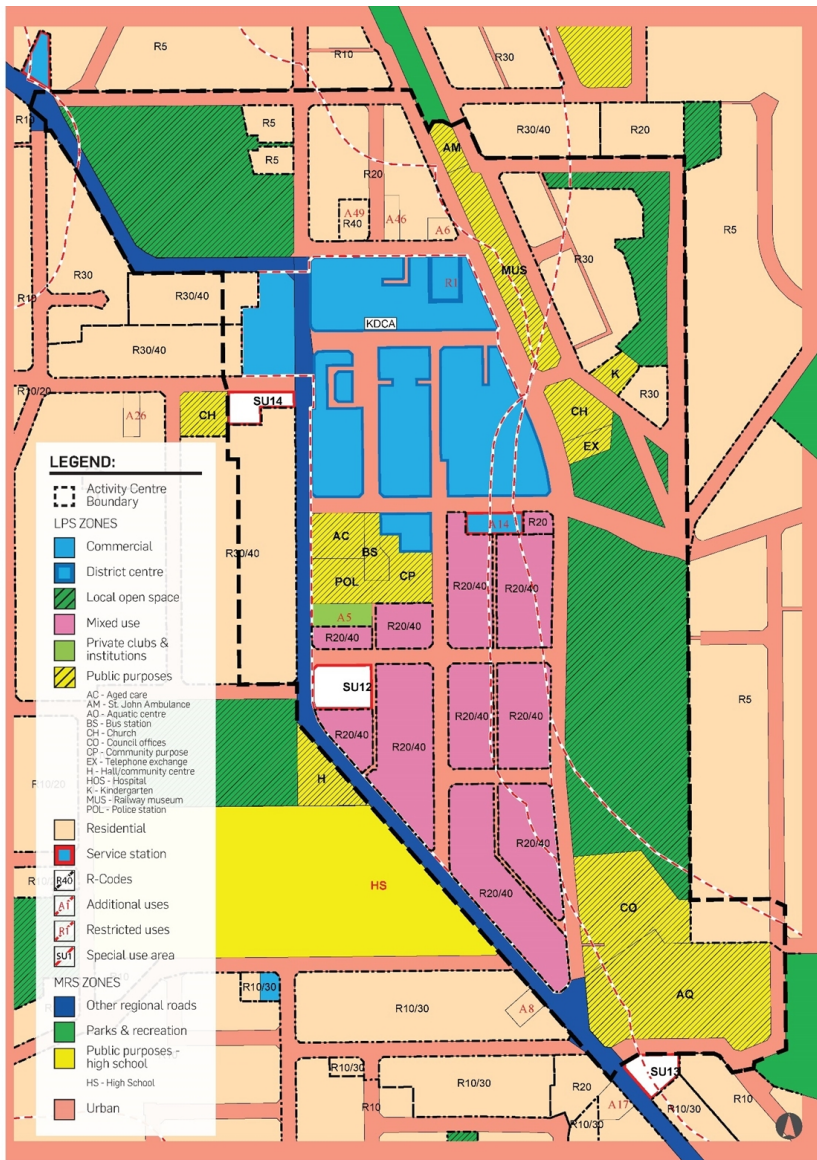 R5
R10
R30
R10
R5
R5
R20
AM
R30/40
R20
R5
A49
R40
A46
A6
R30
R10
R30/40
R30/40
R1
KDCA
MUS
R30
K
R30
CH
EX
R10/20
A26
CH
SU14
R30/40
AC
BS
POL
CP
A14
R20
R20/40
R20/40
A5
R20/40
R20/40
SU12
R20/40
R20/40
R20/40
R20/40
R5
H
R20/40
R20/40
HS
CO
AQ
R10/30
R10/30
A8
R10/30
R10
R10/30
R20
A17
R10/30
SU13
R10/30
R10
LEGEND:
Activity Centre
Boundary
LPS ZONES
Commercial
District centre
Local open space
Mixed use
Private clubs &
institutions
Public purposes
AC - Aged care
AM - St. John Ambulance
AQ - Aquatic centre
BS - Bus station
CH - Church
CO - Council offices
CP - Community purpose
EX - Telephone exchange
H - Hall/community centre
HOS - Hospital
K - Kindergarten
MUS - Railway museum
POL - Police station
Residential
Service station
R40
R-Codes
A1
Additional uses
R1
Restricted uses
SU1
Special use area
MRS ZONES
Other regional roads
Parks & recreation
Public purposes -
high school
HS - High School
Urban